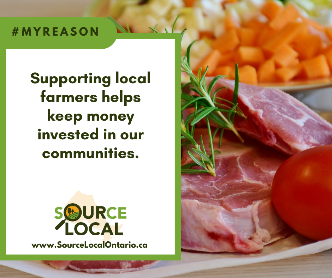 #MYREASON
Supporting local
farmers helps
keep money
invested in our
communities.
SOURCE
LOCAL
www.SourceLocalOntario.ca